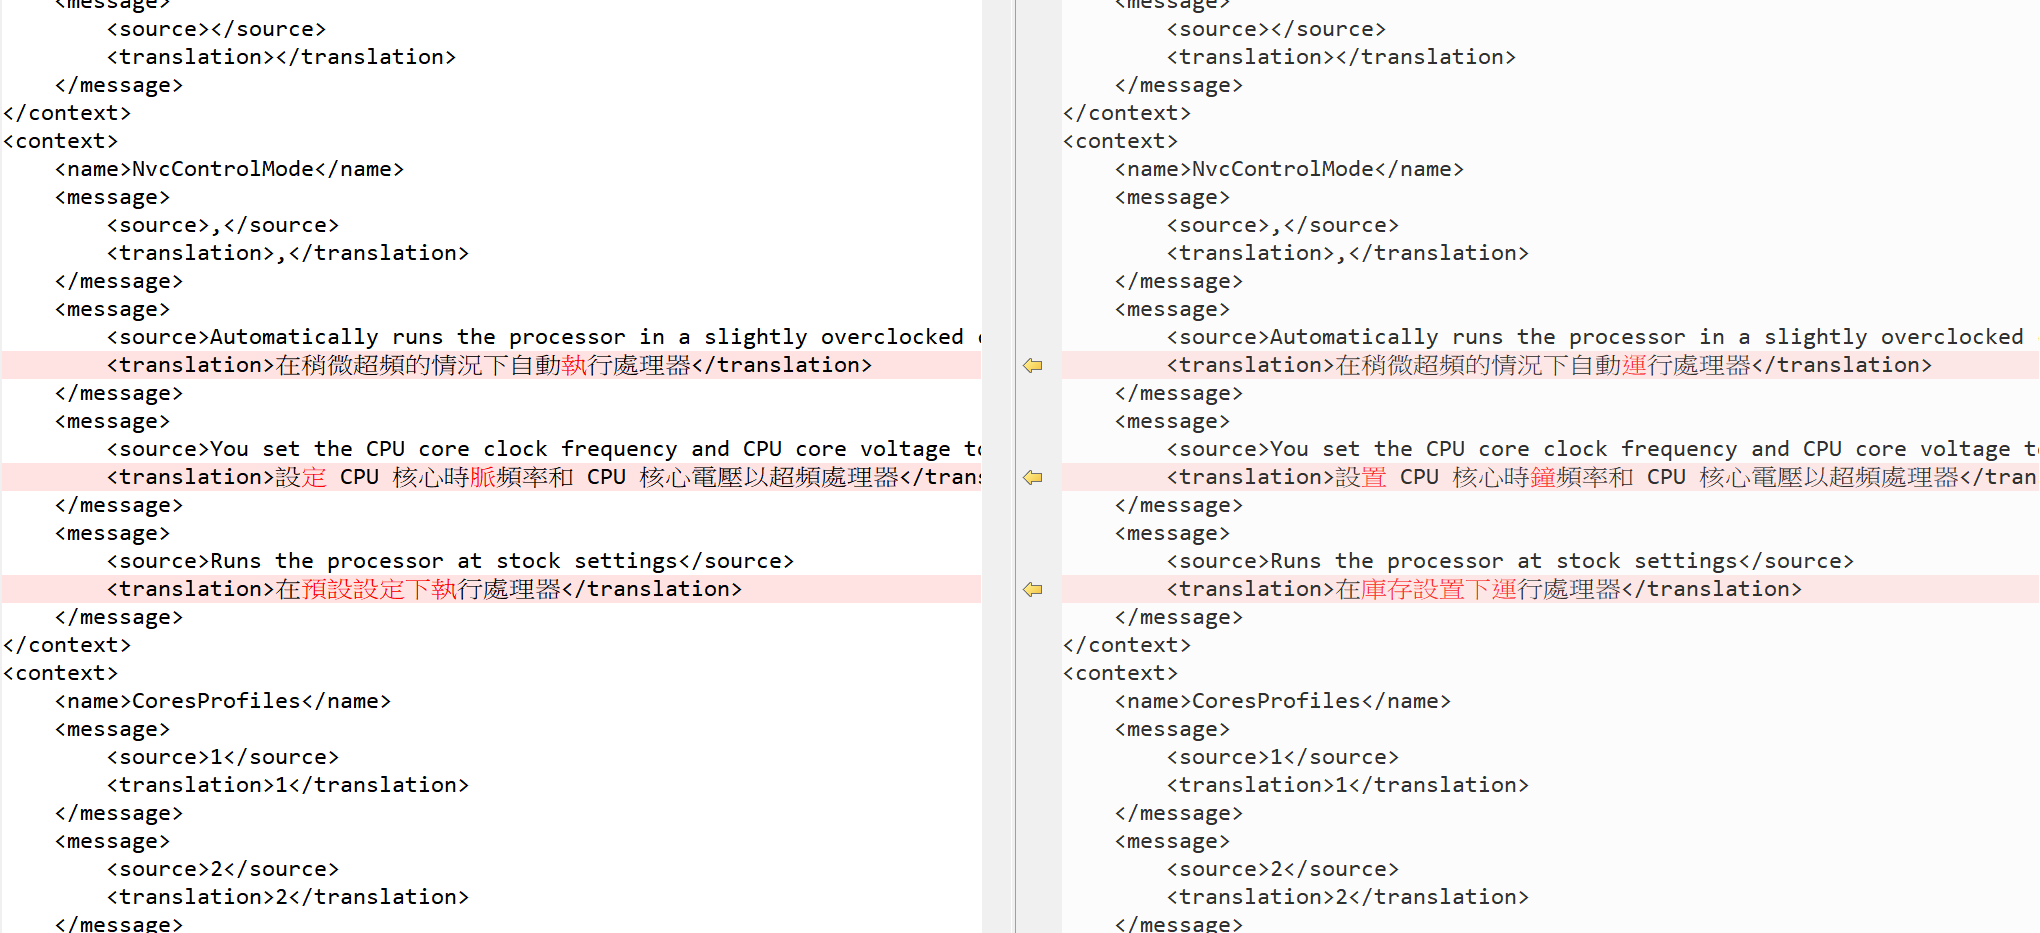 <message>
<source></source>
<translation></translation>
</message>
</context>
<context>
<name>NvcControlMode</name>
<message>
<source>,</source>
<translation>,</translation>
</message>
<message>
<source>Automatically runs the processor in a slightly overclocked
<translation>在稍微超頻的情況下自動執行處理器</translation>
</message>
<message>
<source>You set the CPU core clock frequency and CPU core voltage to
<translation>設定 CPU 核心時脈頻率和 CPU 核心電壓以超頻處理器</trans
</message>
<message>
<source>Runs the processor at stock settings</source>
<translation>在預設設定下執行處理器</translation>
</message>
</context>
<context>
<name>CoresProfiles</name>
<message>
<source>1</source>
<translation>1</translation>
</message>
<message>
<source>2</source>
<translation>2</translation>
</message>
<message>
<source></source>
<translation></translation>
</message>
</context>
<context>
<name>NvcControlMode</name>
<message>
<source>,</source>
<translation>,</translation>
</message>
<message>
<source>Automatically runs the processor in a slightly overclocked
<translation>在稍微超頻的情況下自動運行處理器</translation>
</message>
<message>
<source>You set the CPU core clock frequency and CPU core voltage to
<translation>設置 CPU 核心時鐘頻率和 CPU 核心電壓以超頻處理器</tran
</message>
<message>
<source>Runs the processor at stock settings</source>
<translation>在庫存設置下運行處理器</translation>
</message>
</context>
<context>
<name>CoresProfiles</name>
<message>
<source>1</source>
<translation>1</translation>
</message>
<message>
<source>2</source>
<translation>2</translation>
</message>